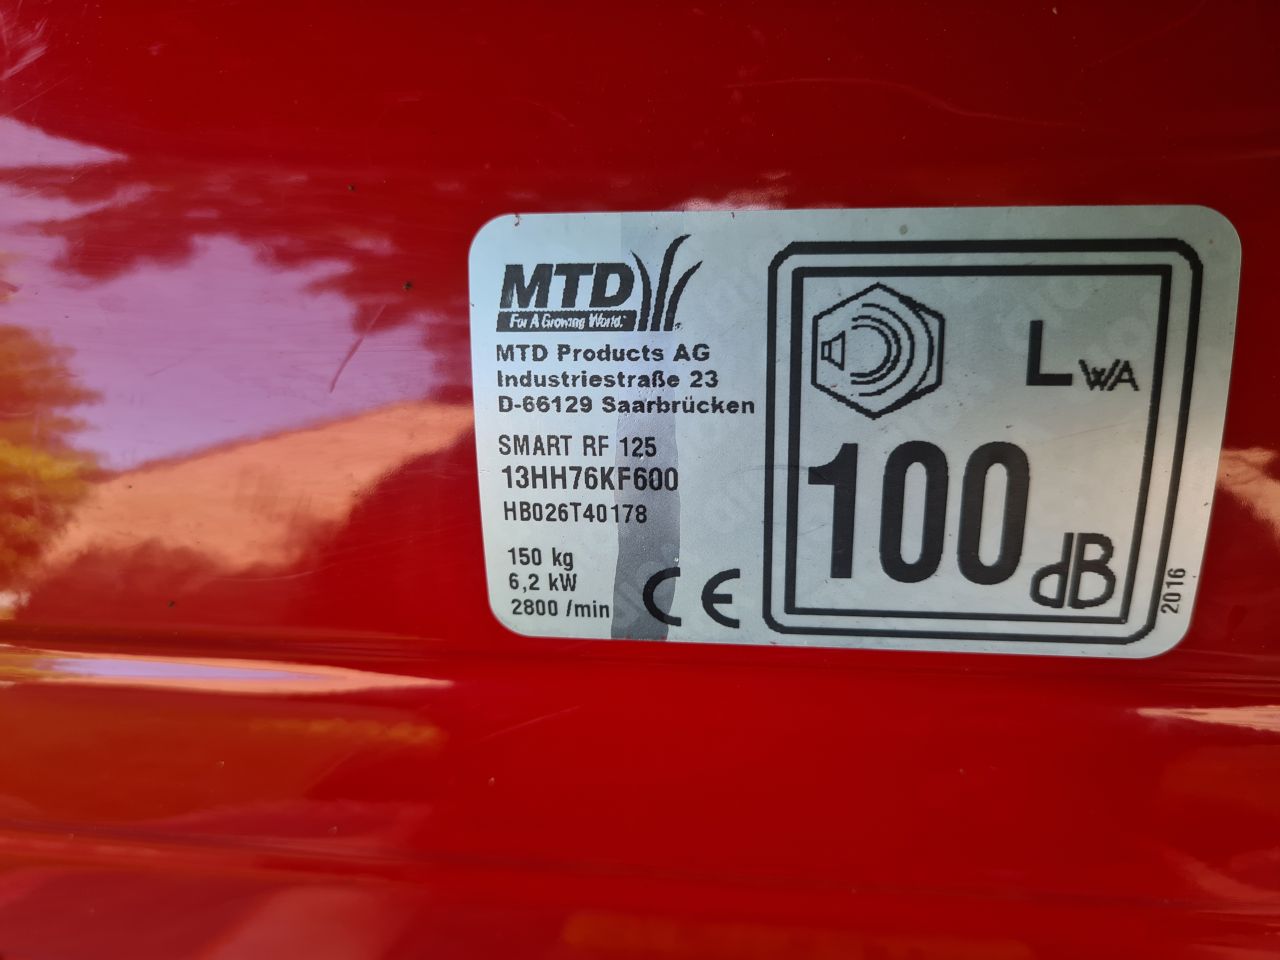 MTD
For A Growing World.
MTD Products AG
Industriestraße 23
D-66129 Saarbrücken
SMART RF 125
13HH76KF600
HB026T40178
150 kg
6,2 kW
2800 /min
CE
LWA
100 dB
2016